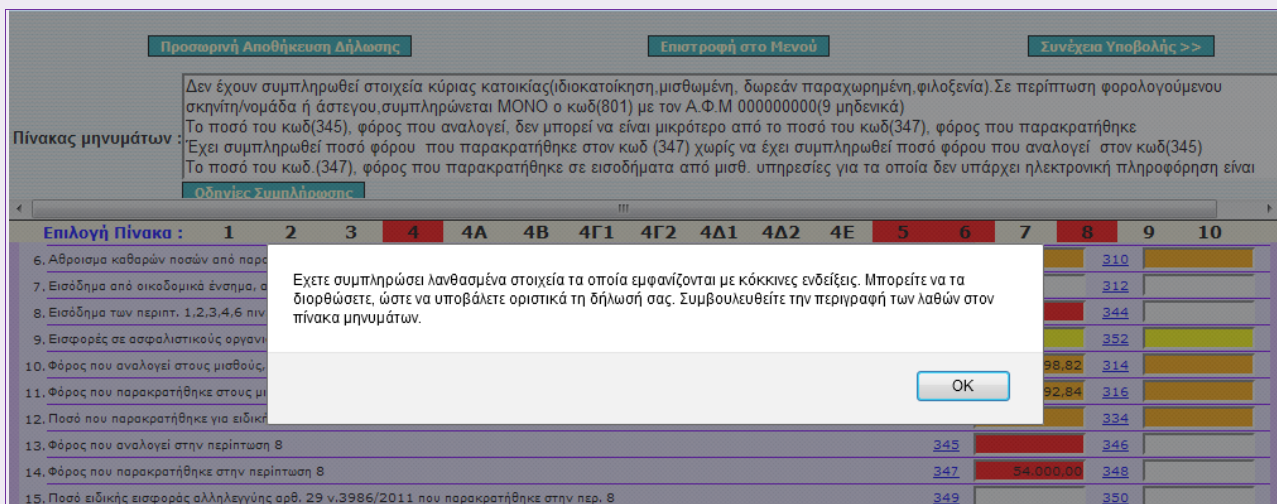 Προσωρινή Αποθήκευση Δήλωσης Επιστροφή στο Μενού Συνέχεια Υποβολής >>
Δεν έχουν συμπληρωθεί στοιχεία κύριας κατοικίας(ιδιοκατοίκηση,μισθωμένη, δωρεάν παραχωρημένη,φιλοξενία).Σε περίπτωση φορολογούμενου
σκηνίτη/νομάδα ή άστεγου,συμπληρώνεται ΜΟΝΟ ο κωδ(801) με τον Α.Φ.Μ 000000000(9 μηδενικά)
Το ποσό του κωδ(345), φόρος που αναλογεί, δεν μπορεί να είναι μικρότερο από το ποσό του κωδ(347), φόρος που παρακρατήθηκε
Πίνακας μηνυμάτων :
Έχει συμπληρωθεί ποσό φόρου που παρακρατήθηκε στον κωδ (347) χωρίς να έχει συμπληρωθεί ποσό φόρου που αναλογεί στον κωδ(345)
Το ποσό του κωδ.(347), φόρος που παρακρατήθηκε σε εισοδήματα από μισθ. υπηρεσίες για τα οποία δεν υπάρχει ηλεκτρονική πληροφόρηση είναι
Οδηγίες Συμπλήρωσης
Επιλογή Πίνακα : 1 2 3 4 4Α 4Β 4Γ1 4Γ2 4Δ1 4Δ2 4Ε 5 6 7 8 9 10
6. Αθροισμα καθαρών ποσών από παρο 310
7. Εισόδημα από οικοδομικά ένσημα, α 312
8. Εισόδημα των περιπτ. 1,2,3,4,6 πιν 344
9. Εισφορές σε ασφαλιστικούς οργανι 352
10. Φόρος που αναλογεί στους μισθούς, 98,82 314
11. Φόρος που παρακρατήθηκε στους μι 92,84 316
12. Ποσό που παρακρατήθηκε για ειδικ 334
Εχετε συμπληρώσει λανθασμένα στοιχεία τα οποία εμφανίζονται με κόκκινες ενδείξεις. Μπορείτε να τα
διορθώσετε, ώστε να υποβάλετε οριστικά τη δήλωσή σας. Συμβουλευθείτε την περιγραφή των λαθών στον
πίνακα μηνυμάτων.
OK
13. Φόρος που αναλογεί στην περίπτωση 8 345 346
14. Φόρος που παρακρατήθηκε στην περίπτωση 8 347 54.000,00 348
15. Ποσό ειδικής εισφοράς αλληλεγγύης αρθ. 29 ν.3986/2011 που παρακρατήθηκε στην περ. 8 349 350